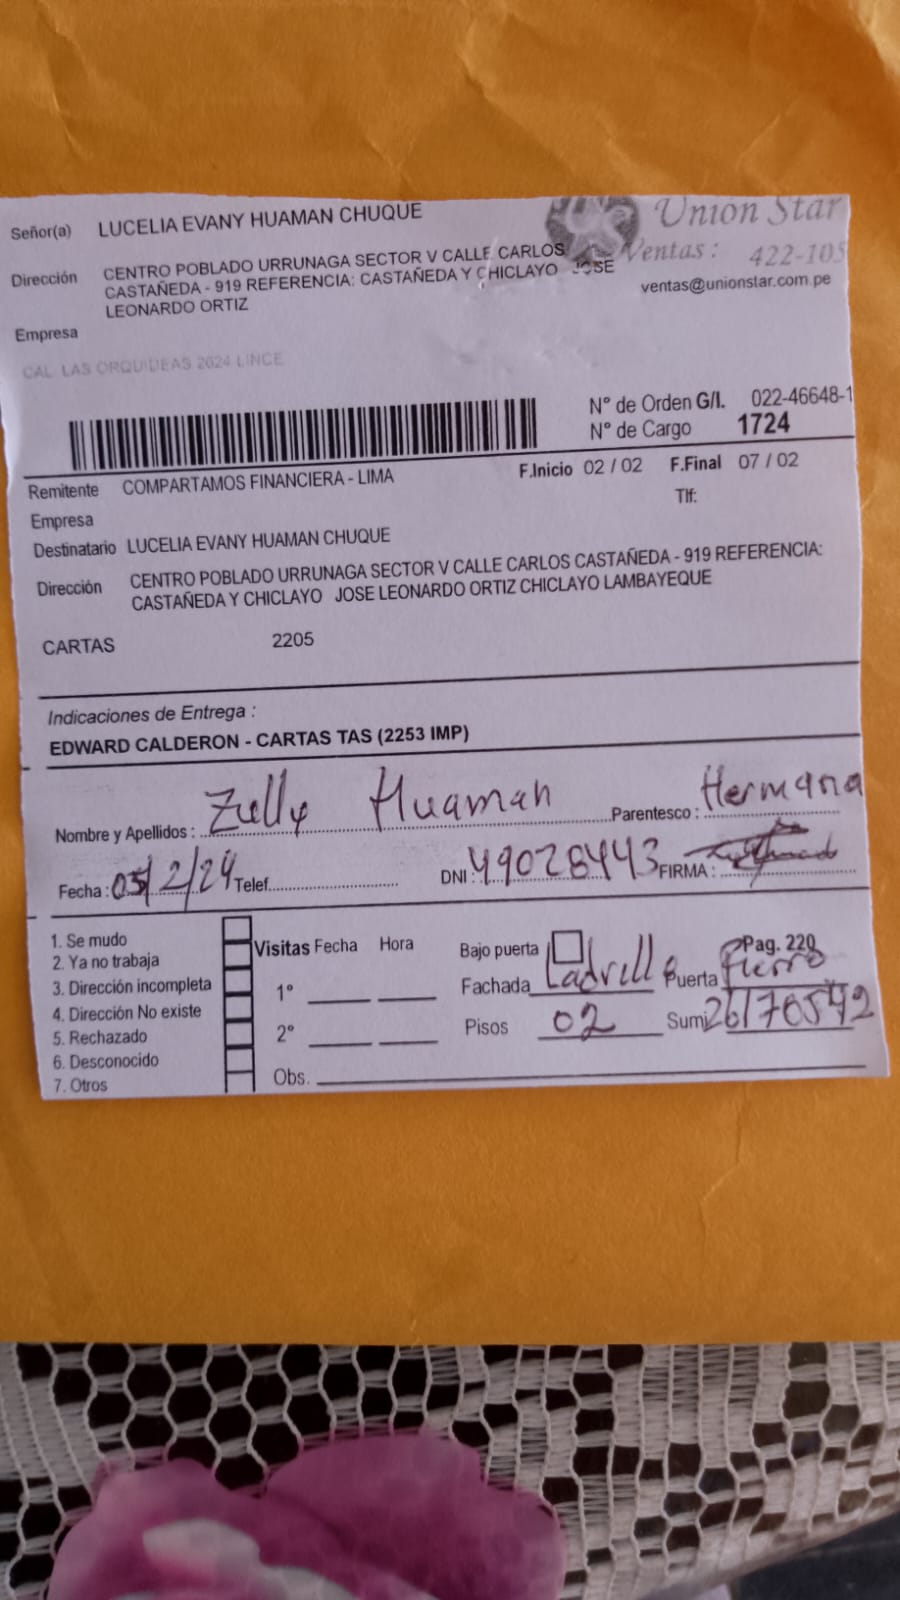 Señor(a) LUCELIA EVANY HUAMAN CHUQUE
Union Star
Ventas: 422-105
ventas@unionstar.com.pe
Dirección CENTRO POBLADO URRUNAGA SECTOR V CALLE CARLOS
CASTAÑEDA - 919 REFERENCIA: CASTAÑEDA Y CHICLAYO JOSE
LEONARDO ORTIZ
Empresa
CAL LAS ORQUIDEAS 2624 LINCE
N° de Orden G/I. 022-46648-1
N° de Cargo 1724
Remitente COMPARTAMOS FINANCIERA - LIMA F.Inicio 02 / 02 F.Final 07 / 02
Empresa Tlf:
Destinatario LUCELIA EVANY HUAMAN CHUQUE
Dirección CENTRO POBLADO URRUNAGA SECTOR V CALLE CARLOS CASTAÑEDA - 919 REFERENCIA:
CASTAÑEDA Y CHICLAYO JOSE LEONARDO ORTIZ CHICLAYO LAMBAYEQUE
CARTAS 2205
Indicaciones de Entrega :
EDWARD CALDERON - CARTAS TAS (2253 IMP)
Nombre y Apellidos : Zully Huaman Parentesco : Hermana
Fecha : 05/2/24 Telef. DNI : 49028443 FIRMA :
1. Se mudo
2. Ya no trabaja
3. Dirección incompleta
4. Dirección No existe
5. Rechazado
6. Desconocido
7. Otros
Visitas Fecha Hora
1°
2°
Obs.
Bajo puerta Pag. 220
Fachada Ladrillo Puerta Fierro
Pisos 02 Sumi 26170542